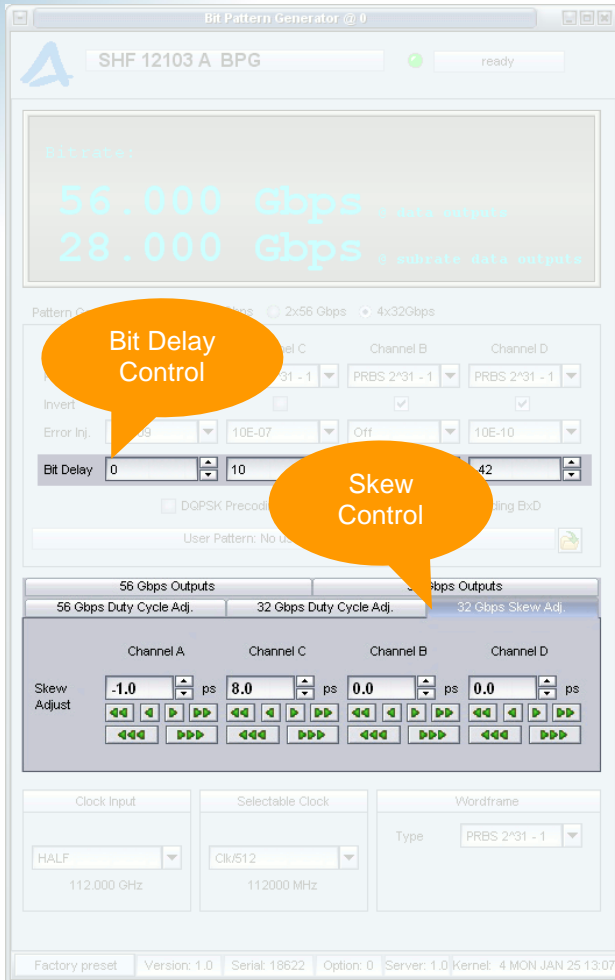 Bit Pattern Generator @ 0
SHF 12103 A BPG
ready
Bitrate:
56.000 Gbps @ data outputs
28.000 Gbps @ subrate data outputs
2x56 Gbps 4x32Gbps
Bit Delay
Control
Channel B Channel D
PRBS 2^31 - 1 PRBS 2^31 - 1
Invert
Error Inj. 10E-07 Off 10E-10
Bit Delay 0 10 42
Skew
Control
DQPSK BxD
User Pattern:
56 Gbps Outputs Outputs
56 Gbps Duty Cycle Adj. 32 Gbps Duty Cycle Adj. 32 Gbps Skew Adj.
Channel A Channel C Channel B Channel D
Skew
Adjust
-1.0 ps 8.0 ps 0.0 ps 0.0 ps
Clock Input Selectable Clock Wordframe
Type PRBS 2^31 - 1
HALF Clk/512
112.000 GHz 112000 MHz
Factory preset Version: 1.0 Serial: 18622 Option: 0 Server: 1.0 Kernel: 4 MON JAN 25 13:07